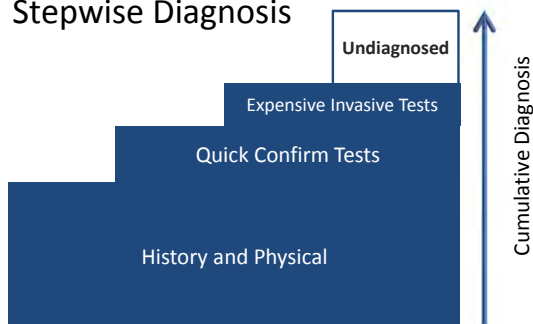 Stepwise Diagnosis
Undiagnosed
Expensive Invasive Tests
Quick Confirm Tests
History and Physical
Cumulative Diagnosis